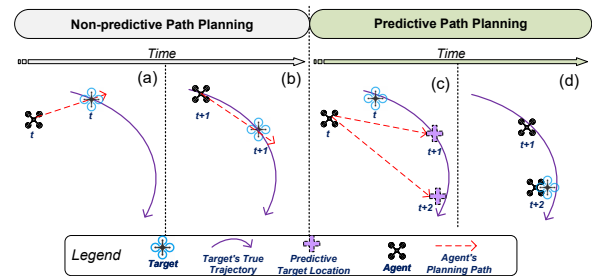 Non-predictive Path Planning
Predictive Path Planning
Time
Time
(a)
(b)
(c)
(d)
t
t
t+1
t+1
t
t
t+1
t+2
t+1
t+2
Legend
Target
Target's True
Trajectory
Predictive
Target Location
Agent
Agent's
Planning Path